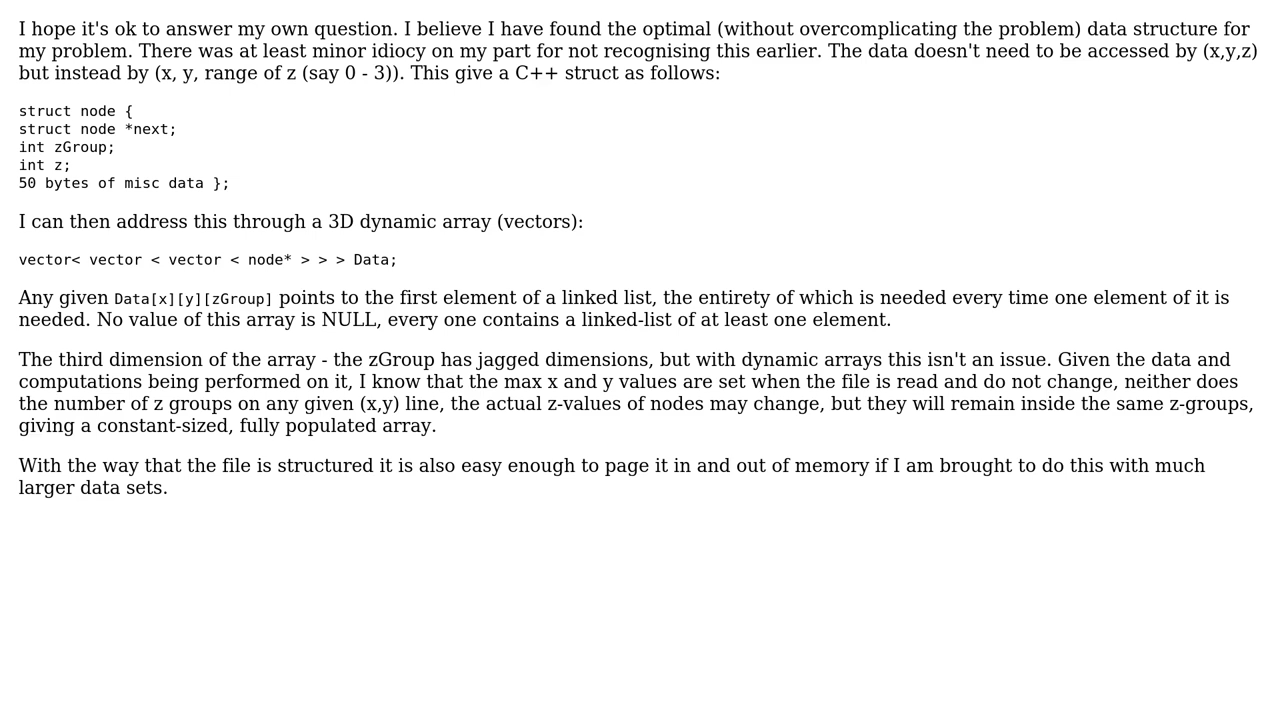 I hope it's ok to answer my own question. I believe I have found the optimal (without overcomplicating the problem) data structure for
my problem. There was at least minor idiocy on my part for not recognising this earlier. The data doesn't need to be accessed by (x,y,z)
but instead by (x, y, range of z (say 0 - 3)). This give a C++ struct as follows:
struct node {
struct node *next;
int zGroup;
int z;
50 bytes of misc data };
I can then address this through a 3D dynamic array (vectors):
vector< vector < vector < node* > > > Data;
Any given Data[x][y][zGroup] points to the first element of a linked list, the entirety of which is needed every time one element of it is
needed. No value of this array is NULL, every one contains a linked-list of at least one element.
The third dimension of the array - the zGroup has jagged dimensions, but with dynamic arrays this isn't an issue. Given the data and
computations being performed on it, I know that the max x and y values are set when the file is read and do not change, neither does
the number of z groups on any given (x,y) line, the actual z-values of nodes may change, but they will remain inside the same z-groups,
giving a constant-sized, fully populated array.
With the way that the file is structured it is also easy enough to page it in and out of memory if I am brought to do this with much
larger data sets.